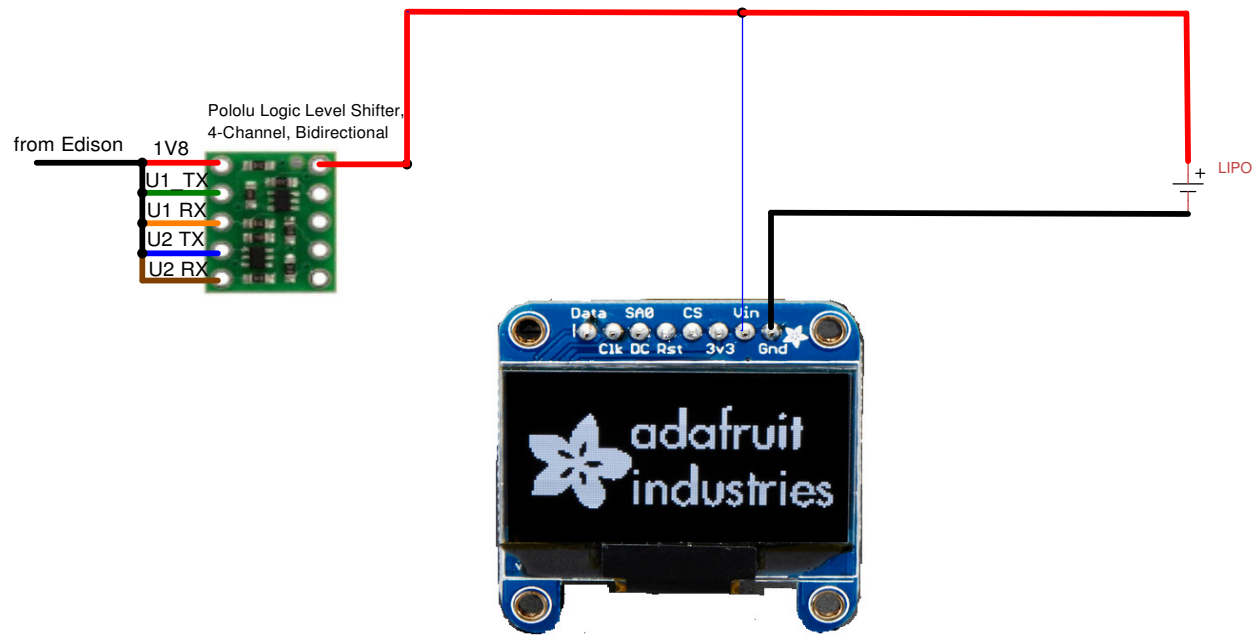 Pololu Logic Level Shifter,
4-Channel, Bidirectional
from Edison
1V8
U1_TX
U1 RX
U2 TX
U2 RX
+
LIPO
Data SA0 CS Vin
Clk DC Rst 3v3 Gnd
adafruit
industries